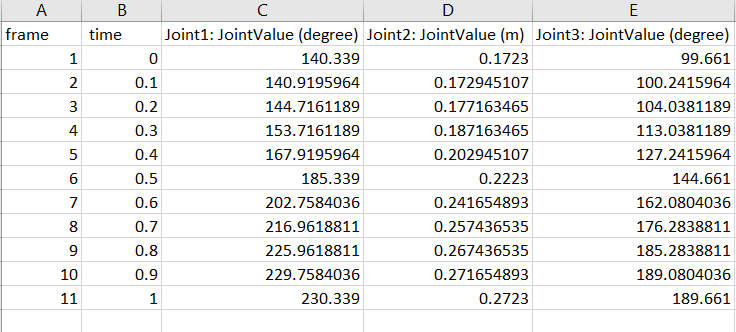 A B C D E
frame time Joint1: JointValue (degree) Joint2: JointValue (m) Joint3: JointValue (degree)
1 0 140.339 0.1723 99.661
2 0.1 140.9195964 0.172945107 100.2415964
3 0.2 144.7161189 0.177163465 104.0381189
4 0.3 153.7161189 0.187163465 113.0381189
5 0.4 167.9195964 0.202945107 127.2415964
6 0.5 185.339 0.2223 144.661
7 0.6 202.7584036 0.241654893 162.0804036
8 0.7 216.9618811 0.257436535 176.2838811
9 0.8 225.9618811 0.267436535 185.2838811
10 0.9 229.7584036 0.271654893 189.0804036
11 1 230.339 0.2723 189.661